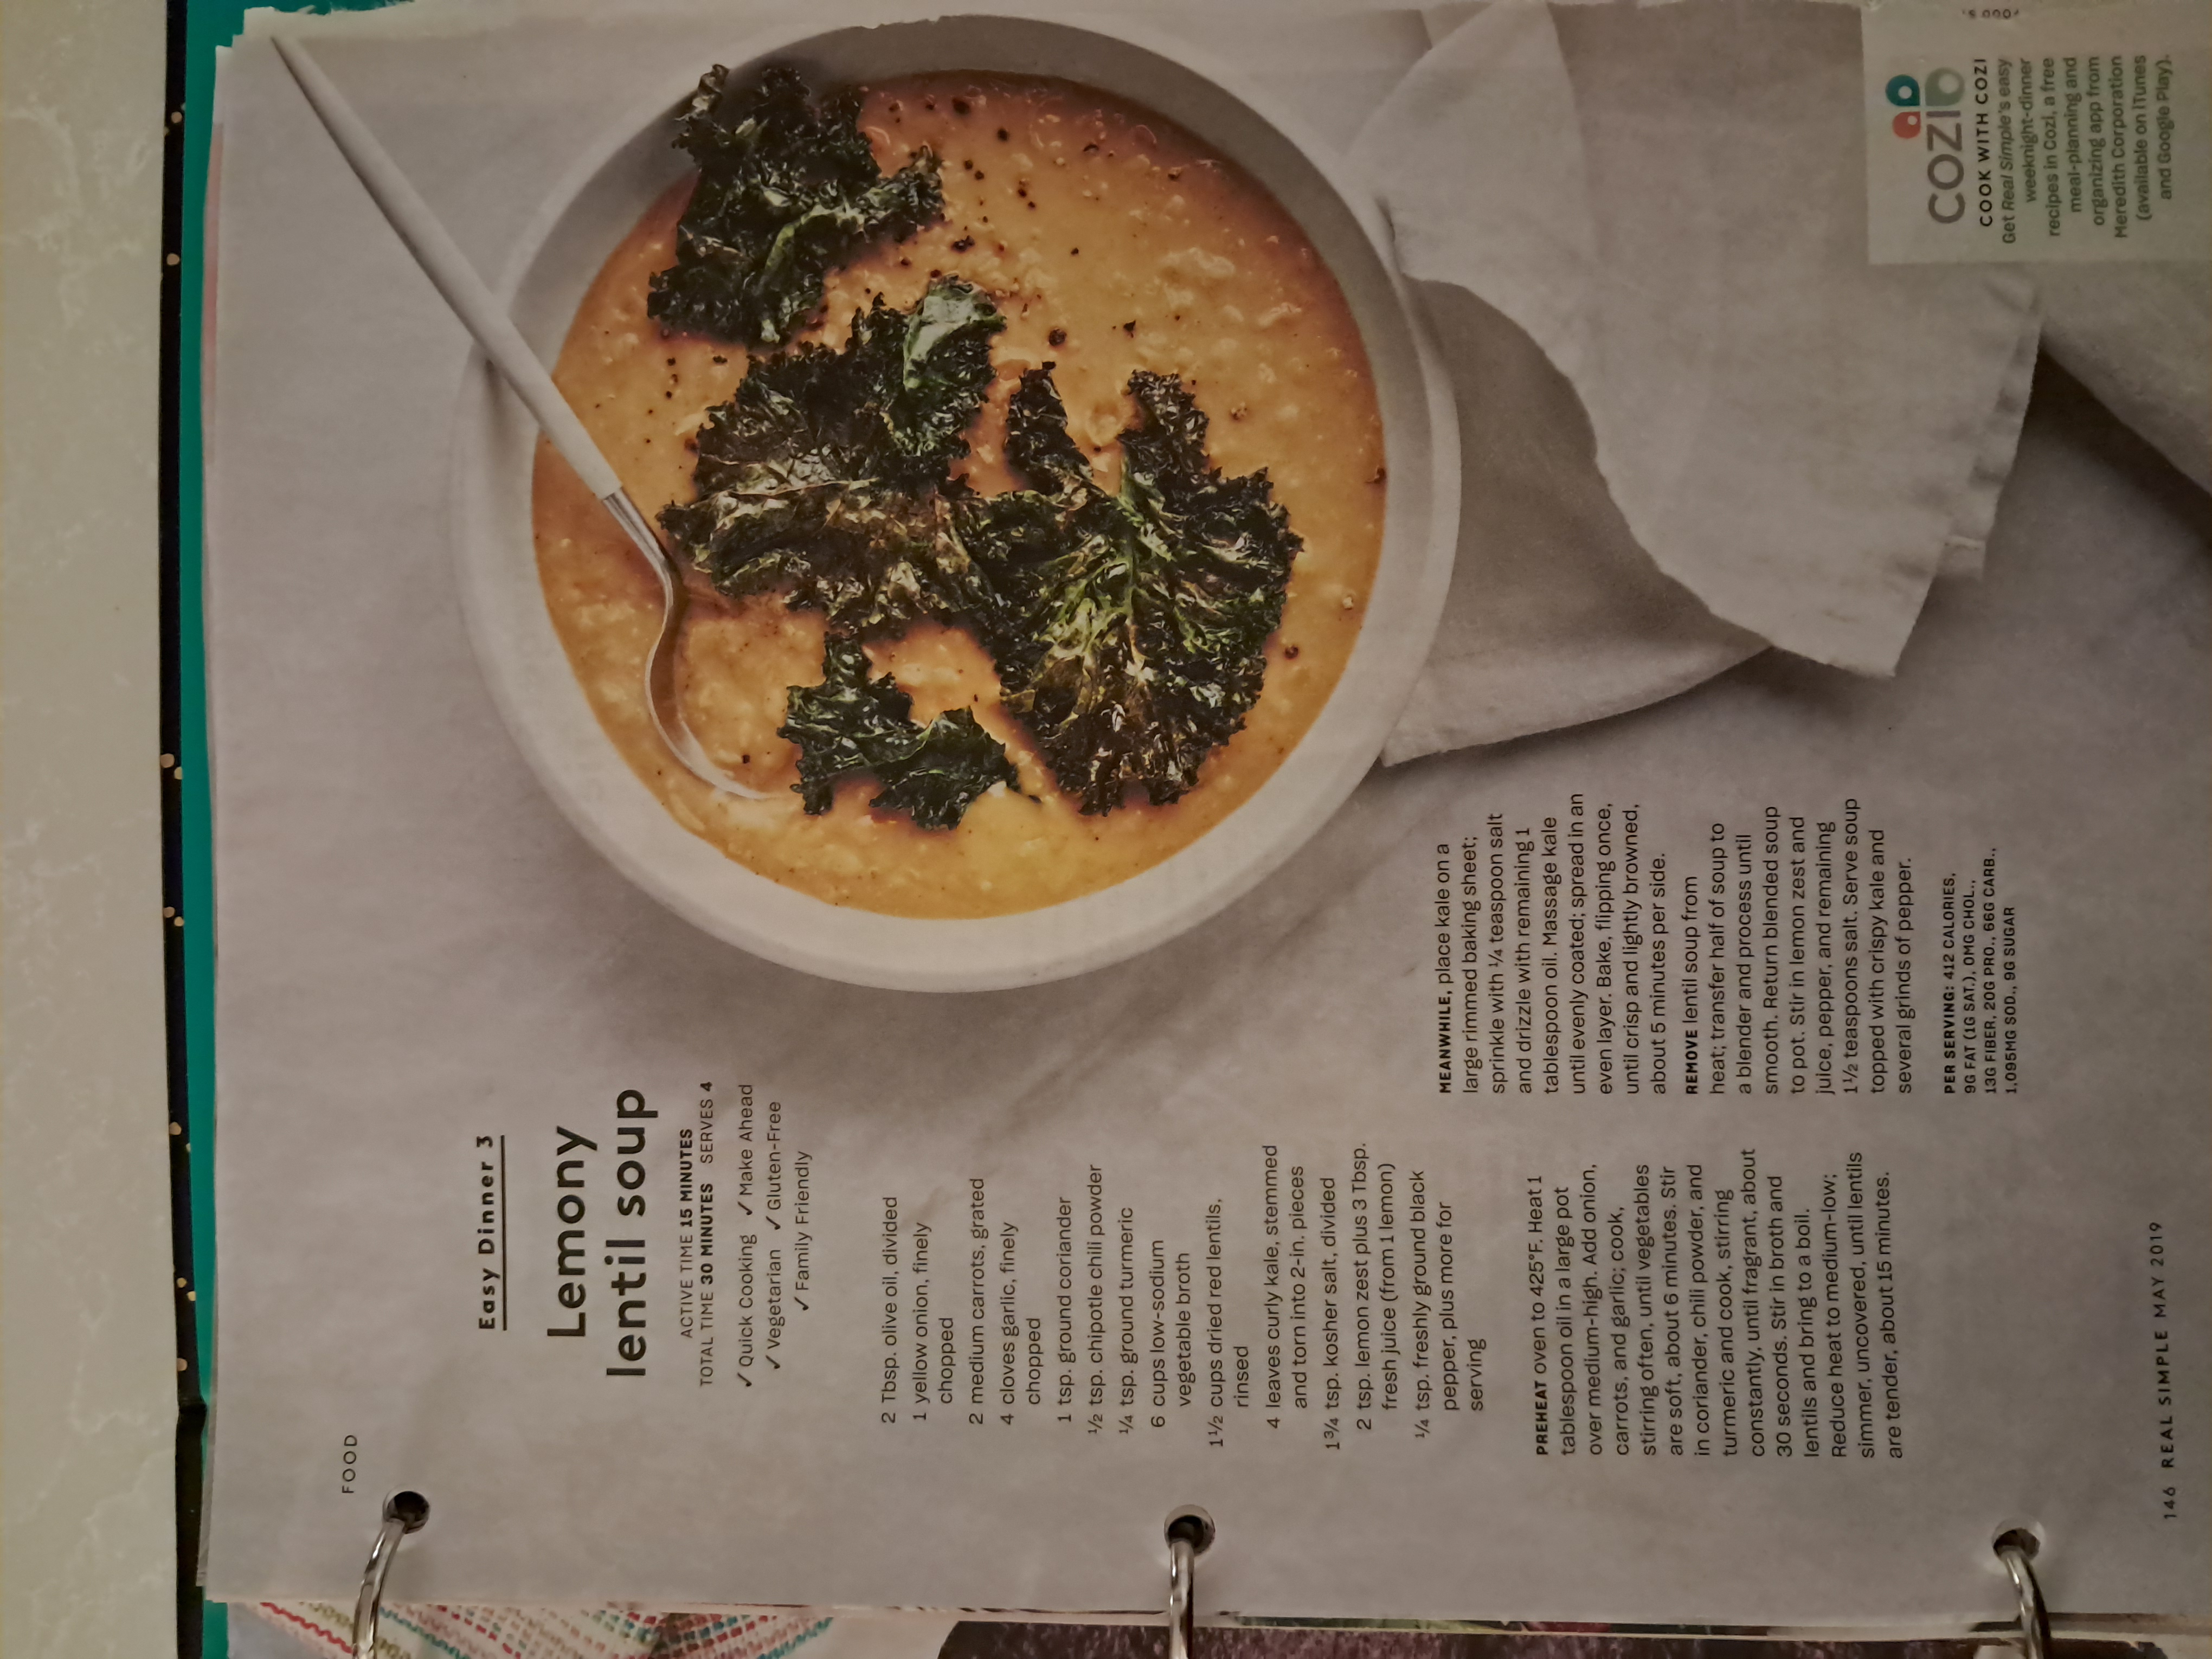 FOOD
Easy Dinner 3
Lemony
lentil soup
ACTIVE TIME 15 MINUTES
TOTAL TIME 30 MINUTES SERVES 4
✓ Quick Cooking ✓ Make Ahead
✓ Vegetarian ✓ Gluten-Free
✓ Family Friendly
2 Tbsp. olive oil, divided
1 yellow onion, finely
chopped
2 medium carrots, grated
4 cloves garlic, finely
chopped
1 tsp. ground coriander
½ tsp. chipotle chili powder
¼ tsp. ground turmeric
6 cups low-sodium
vegetable broth
1½ cups dried red lentils,
rinsed
4 leaves curly kale, stemmed
and torn into 2-in. pieces
1¾ tsp. kosher salt, divided
2 tsp. lemon zest plus 3 Tbsp.
fresh juice (from 1 lemon)
¼ tsp. freshly ground black
pepper, plus more for
serving
PREHEAT oven to 425°F. Heat 1
tablespoon oil in a large pot
over medium-high. Add onion,
carrots, and garlic; cook,
stirring often, until vegetables
are soft, about 6 minutes. Stir
in coriander, chili powder, and
turmeric and cook, stirring
constantly, until fragrant, about
30 seconds. Stir in broth and
lentils and bring to a boil.
Reduce heat to medium-low;
simmer, uncovered, until lentils
are tender, about 15 minutes.
MEANWHILE, place kale on a
large rimmed baking sheet;
sprinkle with ¼ teaspoon salt
and drizzle with remaining 1
tablespoon oil. Massage kale
until evenly coated; spread in an
even layer. Bake, flipping once,
until crisp and lightly browned,
about 5 minutes per side.
REMOVE lentil soup from
heat; transfer half of soup to
a blender and process until
smooth. Return blended soup
to pot. Stir in lemon zest and
juice, pepper, and remaining
1½ teaspoons salt. Serve soup
topped with crispy kale and
several grinds of pepper.
PER SERVING: 412 CALORIES,
9G FAT (1G SAT.), 0MG CHOL.,
13G FIBER, 20G PRO., 66G CARB.,
1,095MG SOD., 9G SUGAR
COZI
COOK WITH COZI
Get Real Simple's easy
weeknight-dinner
recipes in Cozi, a free
meal-planning and
organizing app from
Meredith Corporation
(available on iTunes
and Google Play).
146 REAL SIMPLE MAY 2019